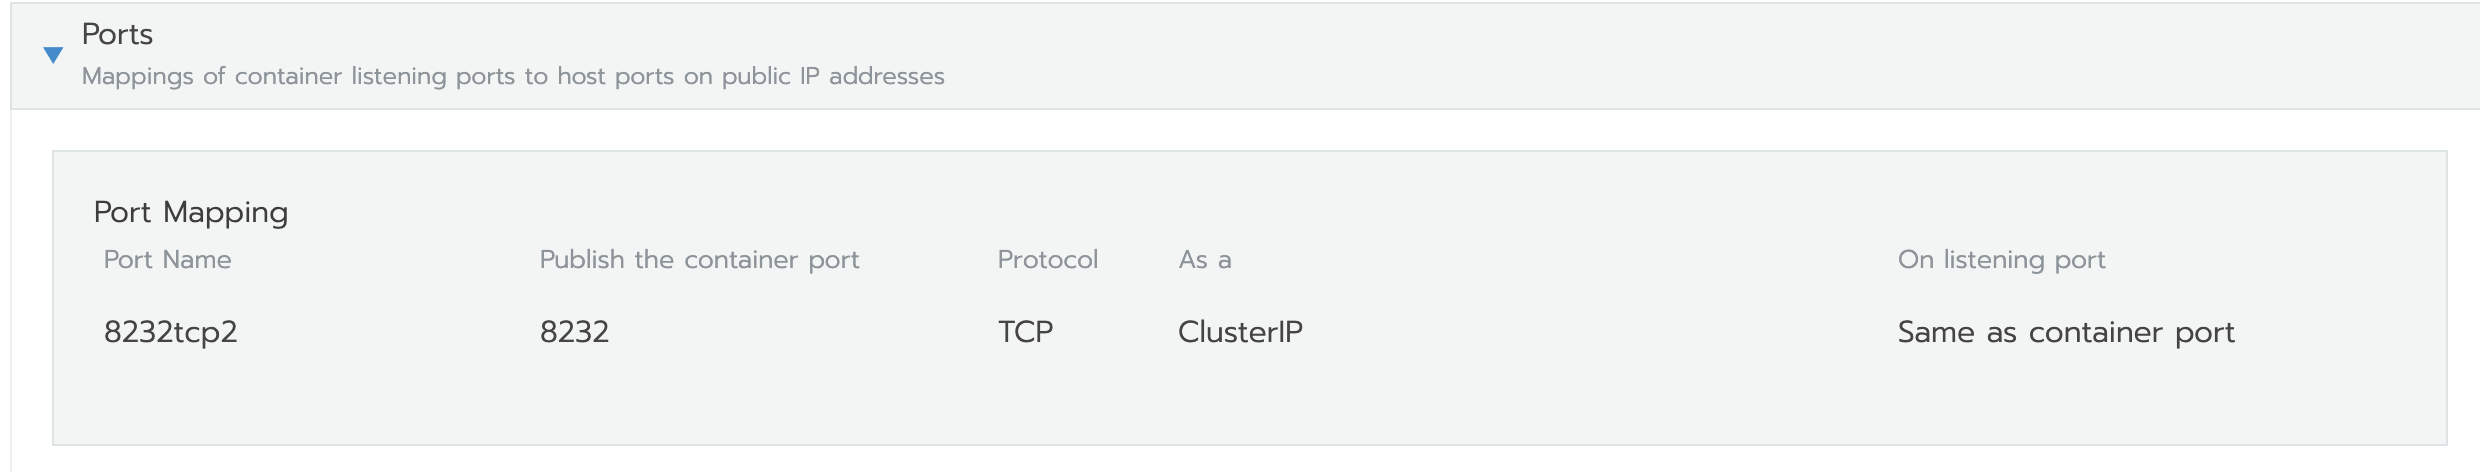 Ports
Mappings of container listening ports to host ports on public IP addresses
Port Mapping
Port Name Publish the container port Protocol As a On listening port
8232tcp2 8232 TCP ClusterIP Same as container port